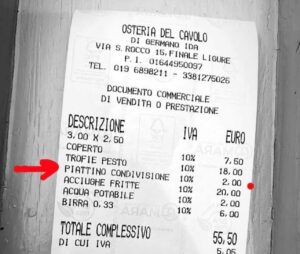 OSTERIA DEL CAVOLO
DI GERMANO IDA
VIA S.ROCCO 15,FINALE LIGURE
P. I. 01644950097
TEL. 019 6898211 - 3381275026
DOCUMENTO COMMERCIALE
DI VENDITA O PRESTAZIONE
DESCRIZIONE IVA EURO
3,00 X 2,50
COPERTO 10% 7,50
TROFIE PESTO 10% 18,00
PIATTINO CONDIVISIONE 10% 2,00
ACCIUGHE FRITTE 10% 20,00
ACQUA POTABILE 10% 2,00
BIRRA 0,33 10% 6,00
TOTALE COMPLESSIVO 55,50
DI CUI IVA 5,05